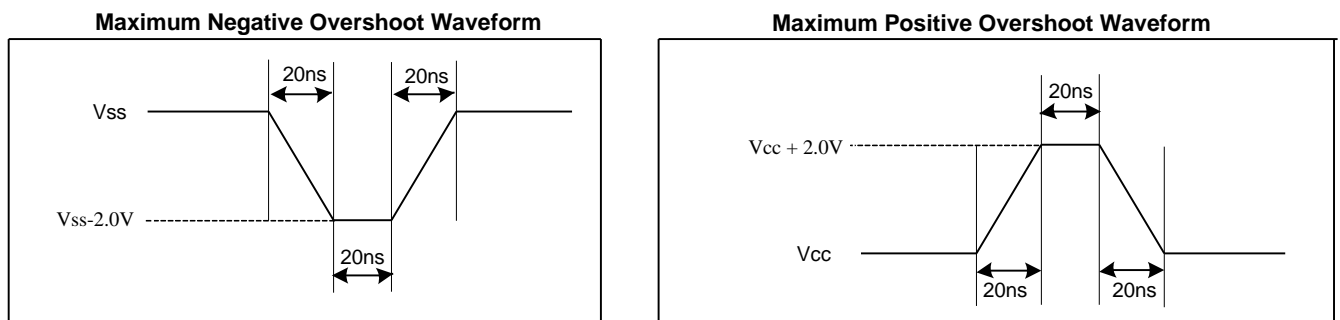 Maximum Negative Overshoot Waveform
20ns
20ns
Vss
Vss-2.0V
20ns
Maximum Positive Overshoot Waveform
20ns
Vcc + 2.0V
Vcc
20ns
20ns